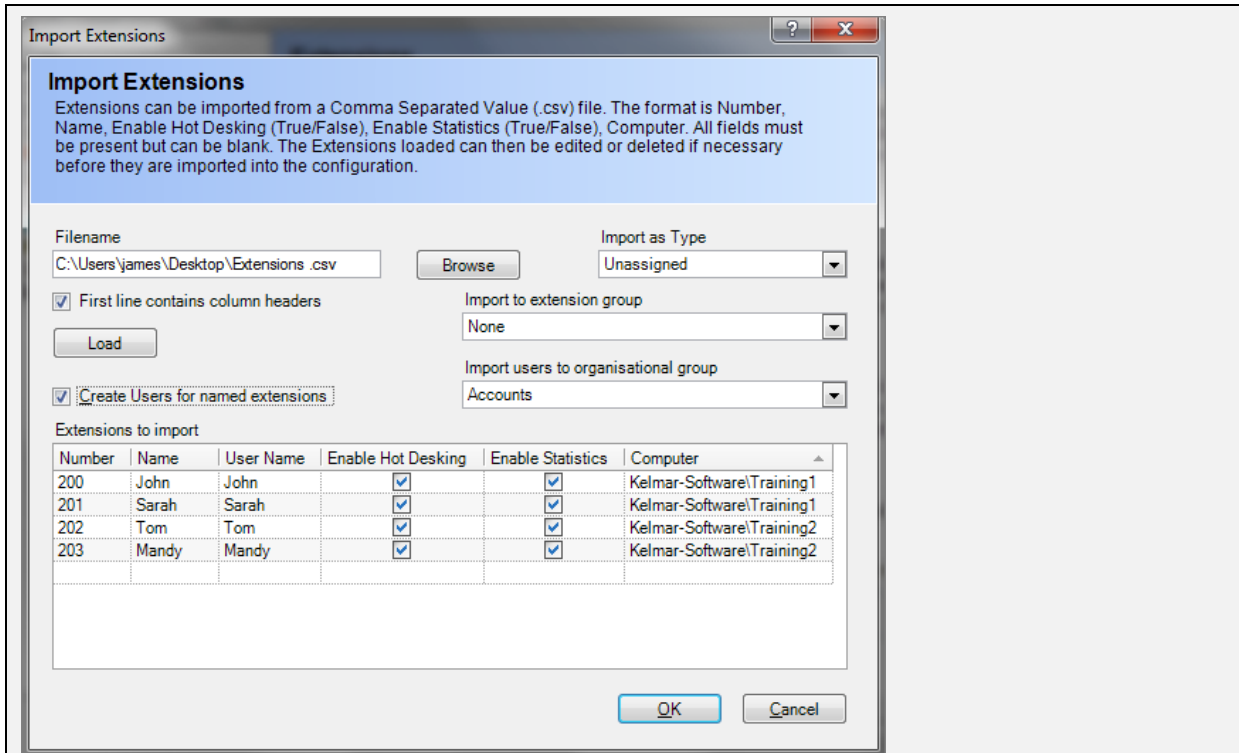 Import Extensions
?
X
Import Extensions
Extensions can be imported from a Comma Separated Value (.csv) file. The format is Number,
Name, Enable Hot Desking (True/False), Enable Statistics (True/False), Computer. All fields must
be present but can be blank. The Extensions loaded can then be edited or deleted if necessary
before they are imported into the configuration.
Filename Import as Type
C:\Users\james\Desktop\Extensions .csv Browse Unassigned
First line contains column headers Import to extension group
None
Load
Import users to organisational group
Create Users for named extensions Accounts
Extensions to import
Number Name User Name Enable Hot Desking Enable Statistics Computer
200 John John Kelmar-Software\Training1
201 Sarah Sarah Kelmar-Software\Training1
202 Tom Tom Kelmar-Software\Training2
203 Mandy Mandy Kelmar-Software\Training2
OK Cancel